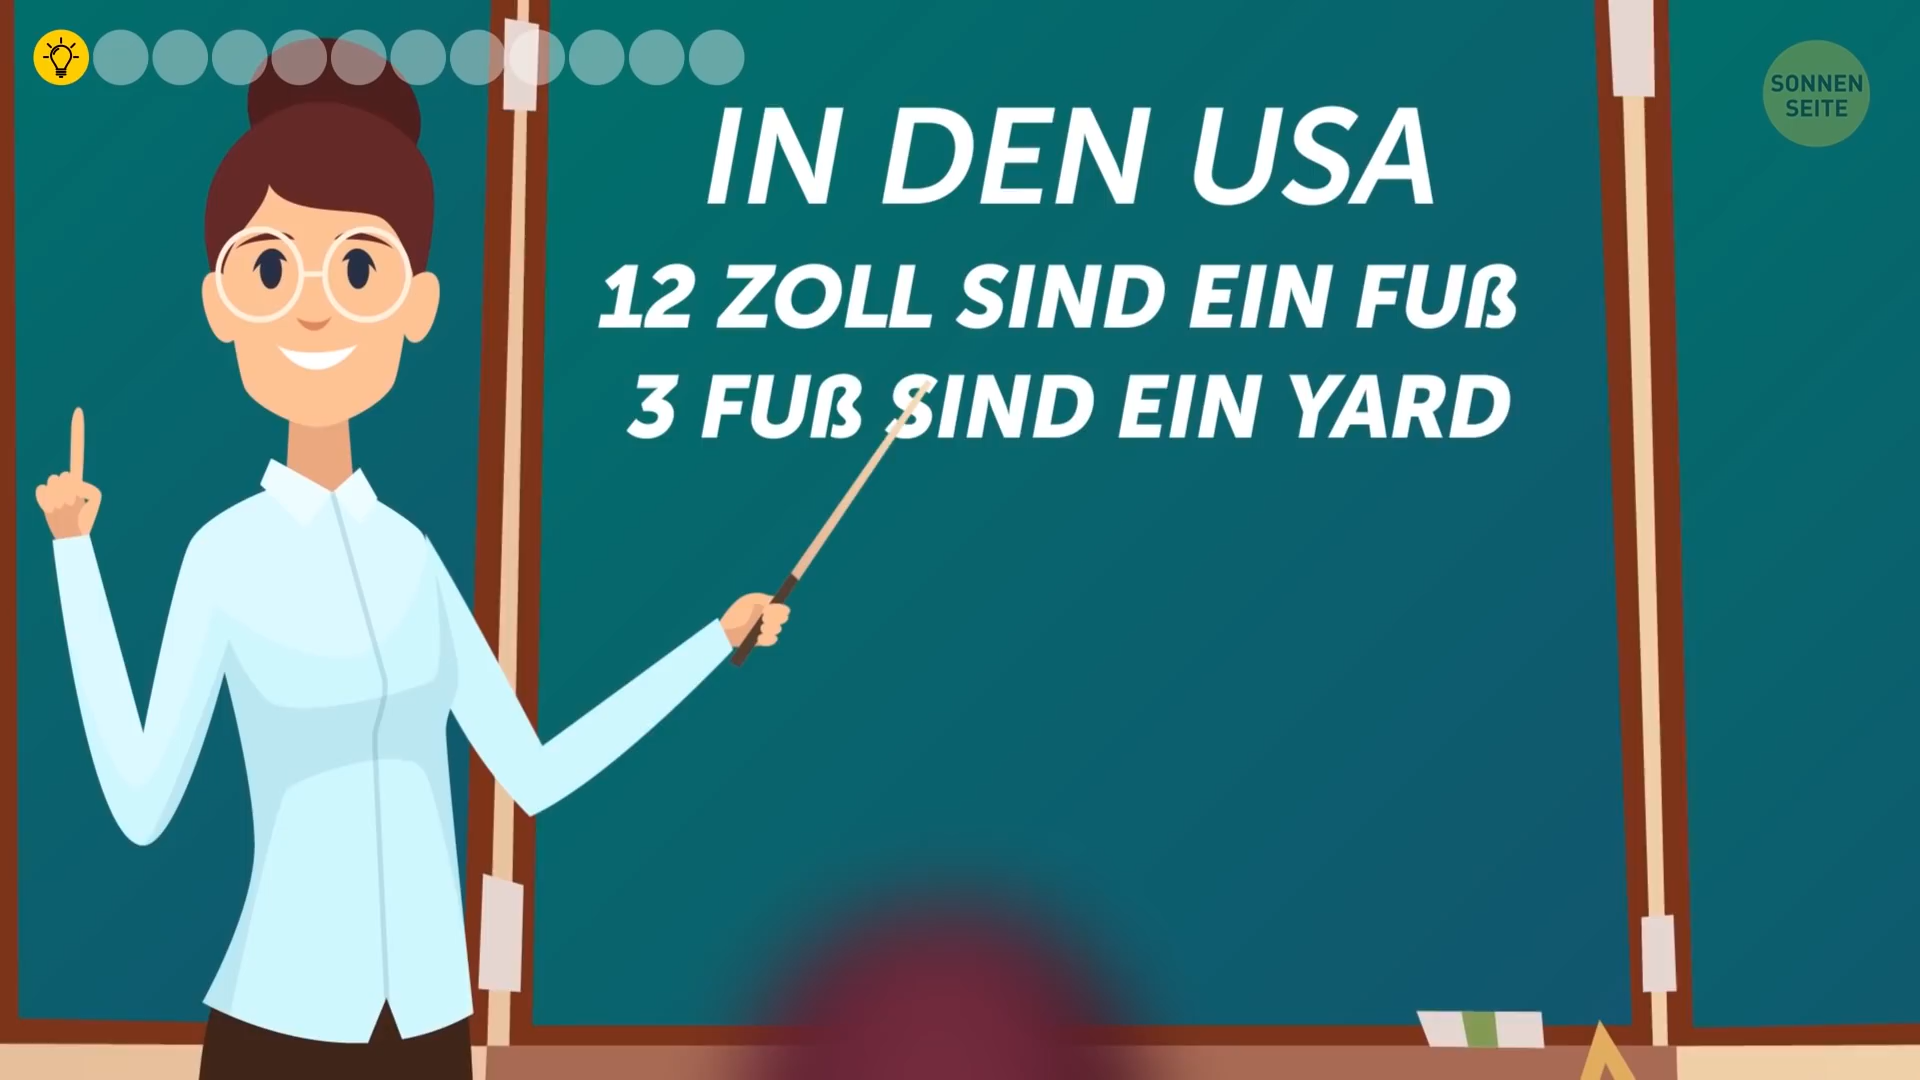 SONNEN
SEITE
IN DEN USA
12 ZOLL SIND EIN FUß
3 FUß SIND EIN YARD